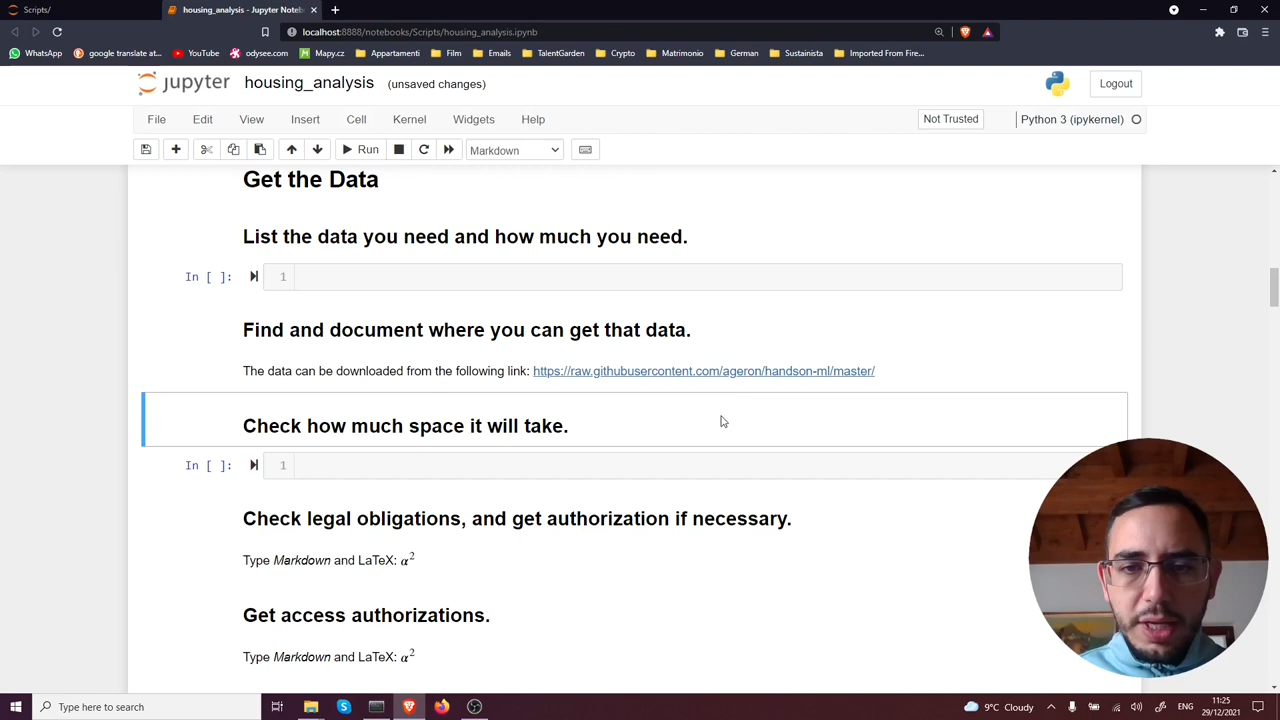 Scripts/
housing_analysis - Jupyter Noteb
localhost:8888/notebooks/Scripts/housing_analysis.ipynb
WhatsApp google translate at... YouTube odysee.com Mapy.cz Appartamenti Film Emails TalentGarden Crypto Matrimonio German Sustainista Imported From Fire...
jupyter housing_analysis (unsaved changes) Logout
File Edit View Insert Cell Kernel Widgets Help Not Trusted Python 3 (ipykernel)
Run Markdown
Get the Data
List the data you need and how much you need.
In [ ]: 1
Find and document where you can get that data.
The data can be downloaded from the following link: https://raw.githubusercontent.com/ageron/handson-ml/master/
Check how much space it will take.
In [ ]: 1
Check legal obligations, and get authorization if necessary.
Type Markdown and LaTeX: α²
Get access authorizations.
Type Markdown and LaTeX: α²
Type here to search 9°C Cloudy ENG 11:25
29/12/2021